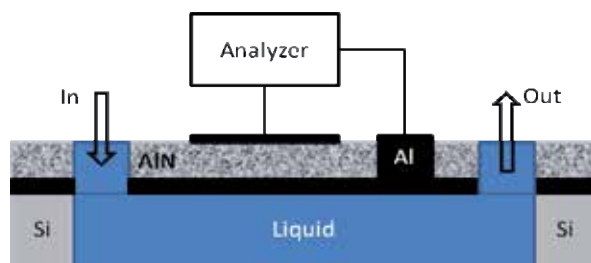 Analyzer
In
Out
AlN
Al
Si
Liquid
Si